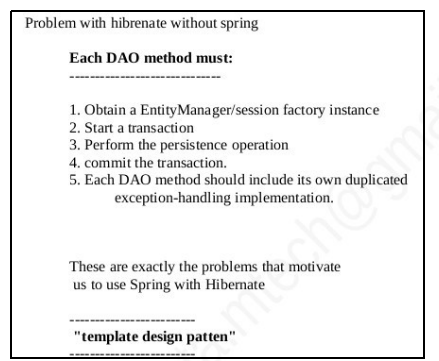 Problem with hibrenate without spring
Each DAO method must:
------------------------------
1. Obtain a EntityManager/session factory instance
2. Start a transaction
3. Perform the persistence operation
4. commit the transaction.
5. Each DAO method should include its own duplicated
exception-handling implementation.
These are exactly the problems that motivate
us to use Spring with Hibernate
-------------------------
"template design patten"
-------------------------